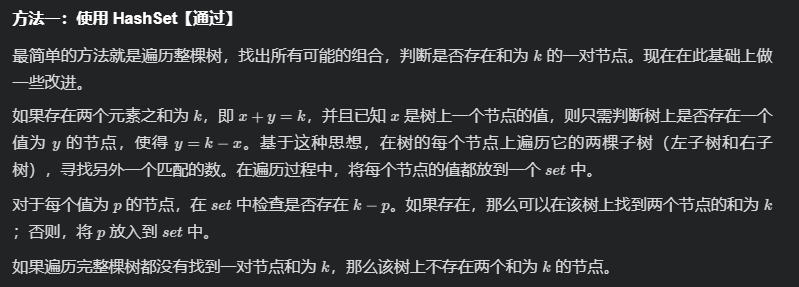 方法一：使用 HashSet【通过】
最简单的方法就是遍历整棵树，找出所有可能的组合，判断是否存在和为 k 的一对节点。现在在此基础上做
一些改进。
如果存在两个元素之和为 k，即 x + y = k，并且已知 x 是树上一个节点的值，则只需判断树上是否存在一个
值为 y 的节点，使得 y = k − x。基于这种思想，在树的每个节点上遍历它的两棵子树（左子树和右子
树），寻找另外一个匹配的数。在遍历过程中，将每个节点的值都放到一个 set 中。
对于每个值为 p 的节点，在 set 中检查是否存在 k − p。如果存在，那么可以在该树上找到两个节点的和为 k
；否则，将 p 放入到 set 中。
如果遍历完整棵树都没有找到一对节点和为 k，那么该树上不存在两个和为 k 的节点。